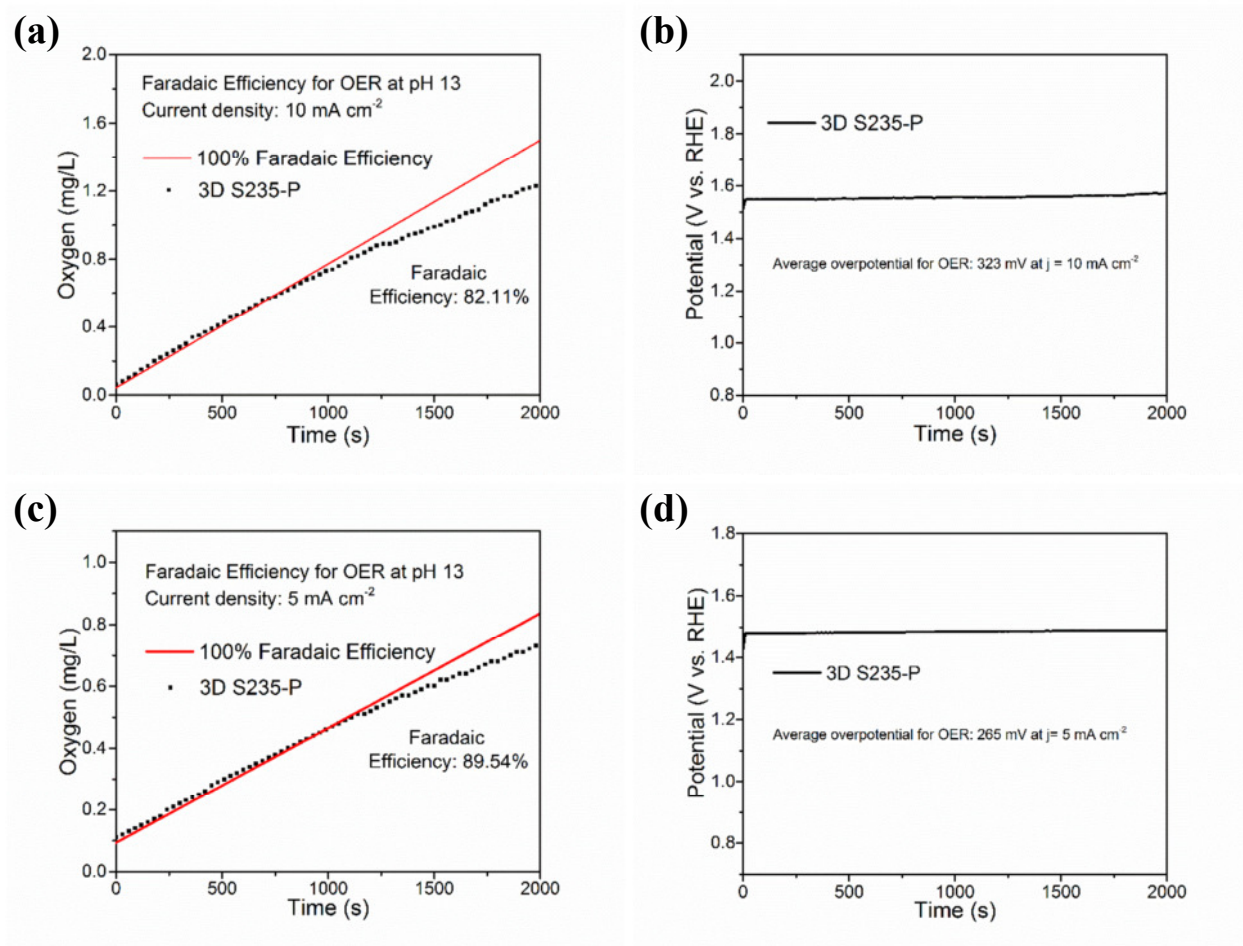 (a)
2.0
1.6
1.2
0.8
0.4
0.0
Oxygen (mg/L)
Faradaic Efficiency for OER at pH 13
Current density: 10 mA cm⁻²
100% Faradaic Efficiency
3D S235-P
Faradaic
Efficiency: 82.11%
0 500 1000 1500 2000
Time (s)
(b)
2.0
1.8
1.6
1.4
1.2
1.0
0.8
Potential (V vs. RHE)
3D S235-P
Average overpotential for OER: 323 mV at j = 10 mA cm⁻²
0 500 1000 1500 2000
Time (s)
(c)
1.0
0.8
0.6
0.4
0.2
0.0
Oxygen (mg/L)
Faradaic Efficiency for OER at pH 13
Current density: 5 mA cm⁻²
100% Faradaic Efficiency
3D S235-P
Faradaic
Efficiency: 89.54%
0 500 1000 1500 2000
Time (s)
(d)
1.8
1.6
1.4
1.2
1.0
0.8
Potential (V vs. RHE)
3D S235-P
Average overpotential for OER: 265 mV at j= 5 mA cm⁻²
0 500 1000 1500 2000
Time (s)